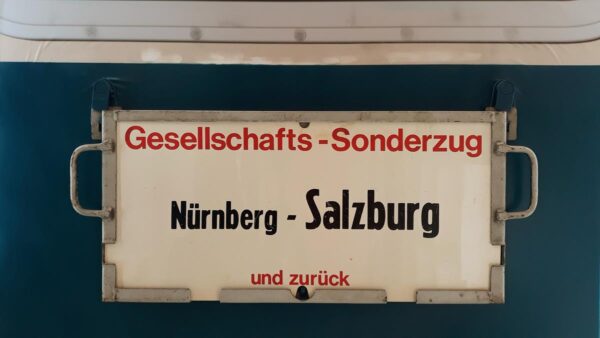 Gesellschafts - Sonderzug
Nürnberg - Salzburg
und zurück